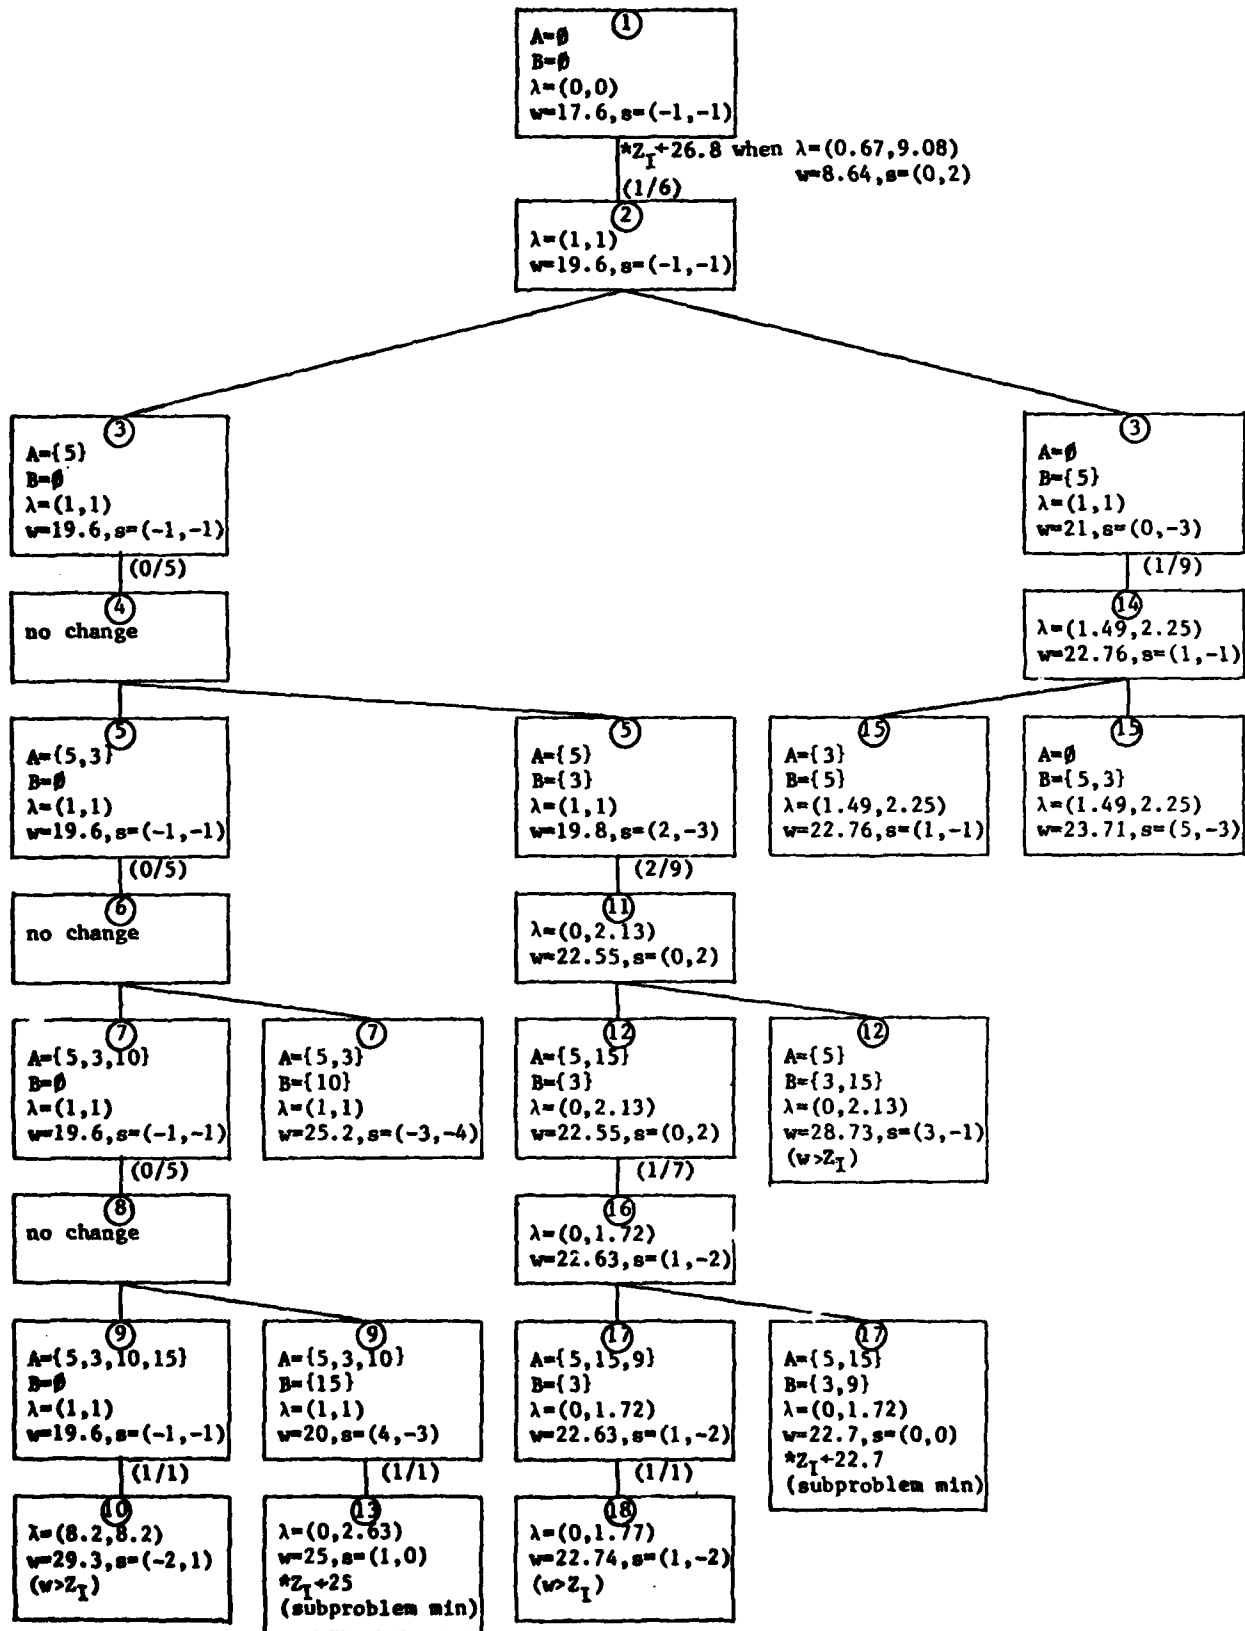 1
A=∅
B=∅
λ=(0,0)
w=17.6,s=(-1,-1)
*Z_I←26.8 when λ=(0.67,9.08)
w=8.64,s=(0,2)
(1/6)
2
λ=(1,1)
w=19.6,s=(-1,-1)
3
A={5}
B=∅
λ=(1,1)
w=19.6,s=(-1,-1)
(0/5)
3
A=∅
B={5}
λ=(1,1)
w=21,s=(0,-3)
(1/9)
4
no change
14
λ=(1.49,2.25)
w=22.76,s=(1,-1)
5
A={5,3}
B=∅
λ=(1,1)
w=19.6,s=(-1,-1)
(0/5)
5
A={5}
B={3}
λ=(1,1)
w=19.8,s=(2,-3)
(2/9)
15
A={3}
B={5}
λ=(1.49,2.25)
w=22.76,s=(1,-1)
15
A=∅
B={5,3}
λ=(1.49,2.25)
w=23.71,s=(5,-3)
6
no change
11
λ=(0,2.13)
w=22.55,s=(0,2)
7
A={5,3,10}
B=∅
λ=(1,1)
w=19.6,s=(-1,-1)
(0/5)
7
A={5,3}
B={10}
λ=(1,1)
w=25.2,s=(-3,-4)
12
A={5,15}
B={3}
λ=(0,2.13)
w=22.55,s=(0,2)
(1/7)
12
A={5}
B={3,15}
λ=(0,2.13)
w=28.73,s=(3,-1)
(w>Z_I)
8
no change
16
λ=(0,1.72)
w=22.63,s=(1,-2)
9
A={5,3,10,15}
B=∅
λ=(1,1)
w=19.6,s=(-1,-1)
(1/1)
9
A={5,3,10}
B={15}
λ=(1,1)
w=20,s=(4,-3)
(1/1)
17
A={5,15,9}
B={3}
λ=(0,1.72)
w=22.63,s=(1,-2)
(1/1)
17
A={5,15}
B={3,9}
λ=(0,1.72)
w=22.7,s=(0,0)
*Z_I←22.7
(subproblem min)
10
λ=(8.2,8.2)
w=29.3,s=(-2,1)
(w>Z_I)
13
λ=(0,2.63)
w=25,s=(1,0)
*Z_I←25
(subproblem min)
18
λ=(0,1.77)
w=22.74,s=(1,-2)
(w>Z_I)